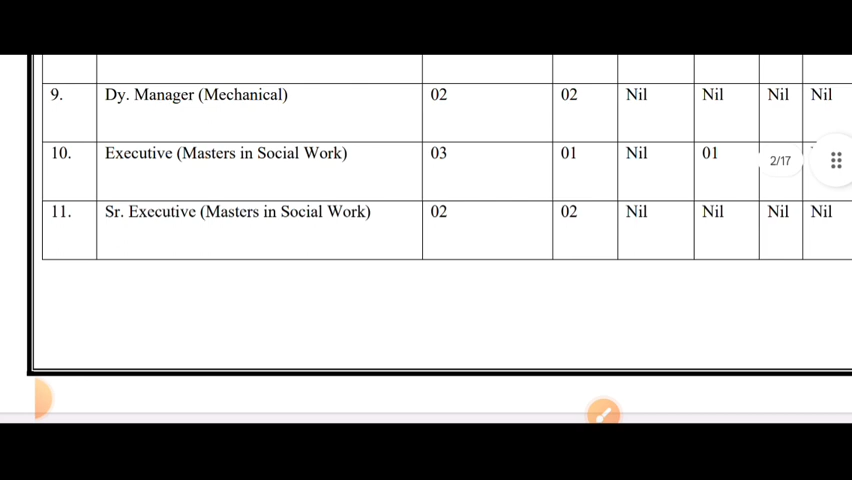 9. Dy. Manager (Mechanical) 02 02 Nil Nil Nil Nil
10. Executive (Masters in Social Work) 03 01 Nil 01
2/17
11. Sr. Executive (Masters in Social Work) 02 02 Nil Nil Nil Nil